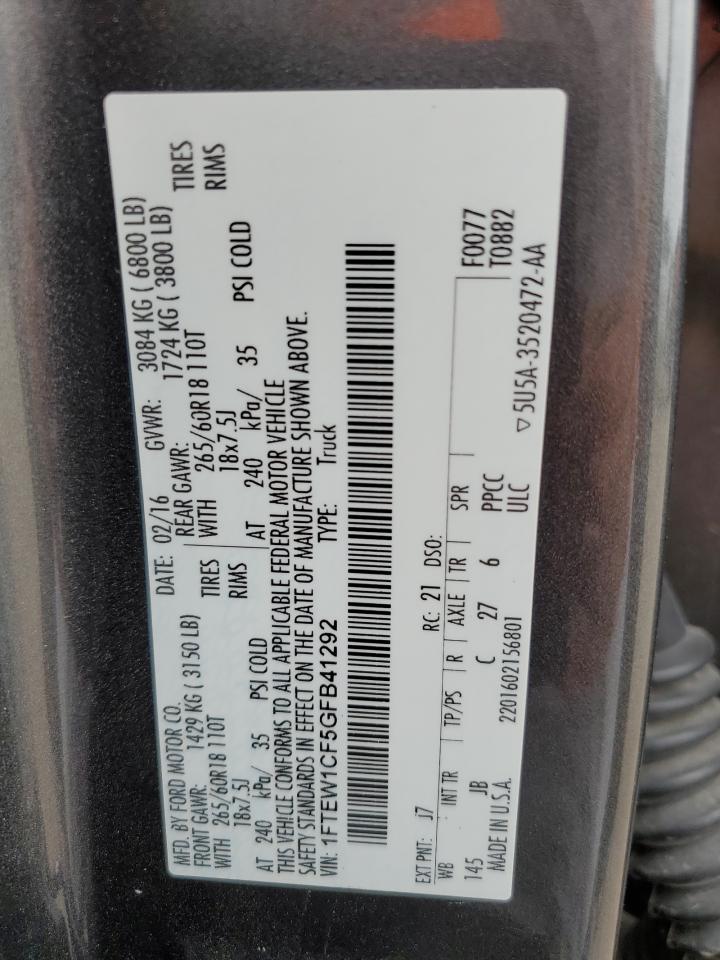 MFD. BY FORD MOTOR CO. DATE: 02/16 GVWR: 3084 KG ( 6800 LB)
FRONT GAWR: 1429 KG ( 3150 LB) REAR GAWR: 1724 KG ( 3800 LB)
WITH 265/60R18 110T TIRES WITH 265/60R18 110T TIRES
18x7.5J RIMS 18x7.5J RIMS
AT 240 kPa/ 35 PSI COLD AT 240 kPa/ 35 PSI COLD
THIS VEHICLE CONFORMS TO ALL APPLICABLE FEDERAL MOTOR VEHICLE
SAFETY STANDARDS IN EFFECT ON THE DATE OF MANUFACTURE SHOWN ABOVE.
VIN: 1FTEW1CF5GFB41292 TYPE: Truck
EXT PNT: J7 RC: 21 DSO: F0077
WB INT TR TP/PS R AXLE TR SPR T0882
145 JB C 27 6 PPCC
MADE IN U.S.A. 2201602156801 ULC ▽5U5A-3520472-AA